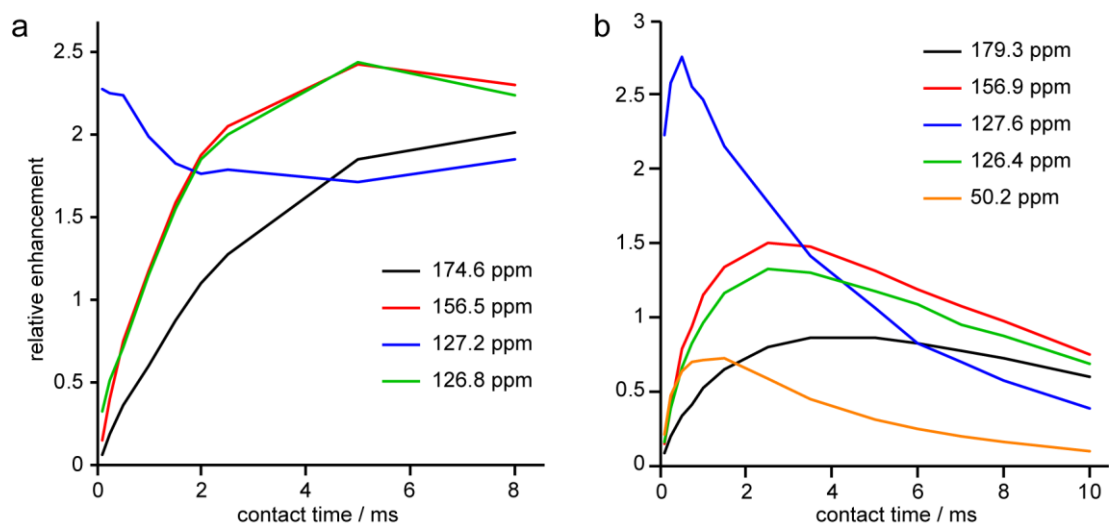 a
relative enhancement
2.5
2
1.5
1
0.5
0
174.6 ppm
156.5 ppm
127.2 ppm
126.8 ppm
0 2 4 6 8
contact time / ms
b
3
2.5
2
1.5
1
0.5
0
179.3 ppm
156.9 ppm
127.6 ppm
126.4 ppm
50.2 ppm
0 2 4 6 8 10
contact time / ms